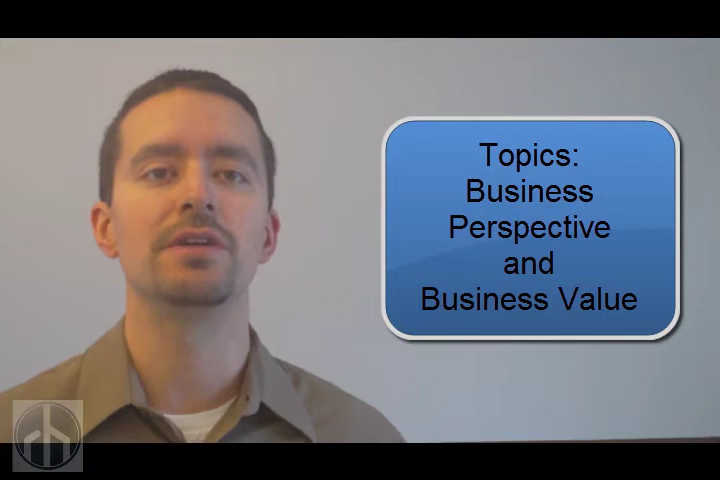 Topics:
Business
Perspective
and
Business Value